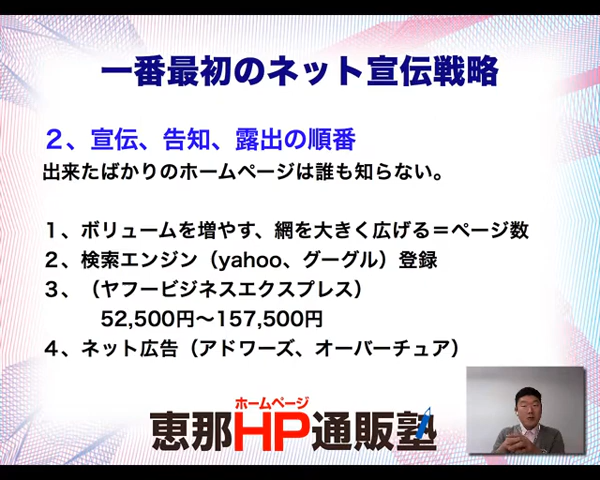 一番最初のネット宣伝戦略
２、宣伝、告知、露出の順番
出来たばかりのホームページは誰も知らない。
１、ボリュームを増やす、網を大きく広げる＝ページ数
２、検索エンジン（yahoo、グーグル）登録
３、（ヤフービジネスエクスプレス）
52,500円〜157,500円
４、ネット広告（アドワーズ、オーバーチュア）
ホームページ
恵那HP通販塾